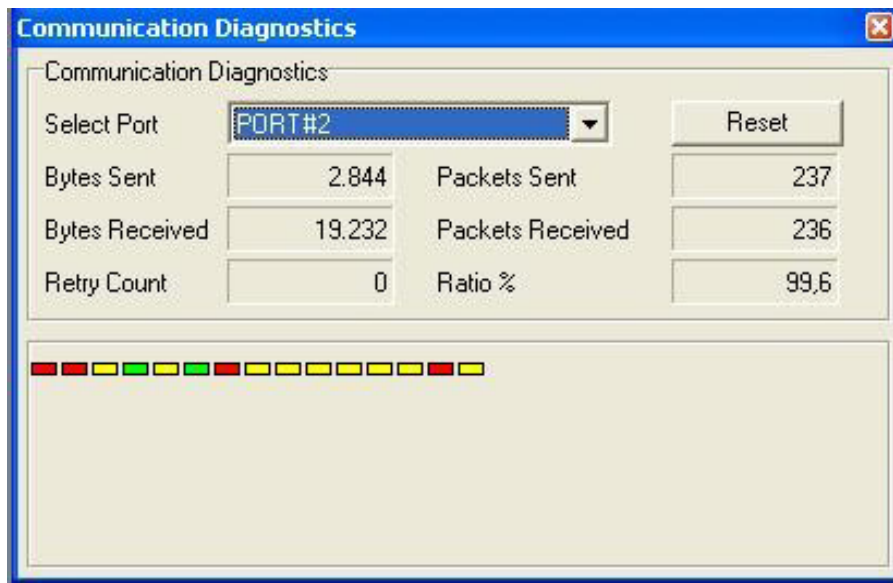 Communication Diagnostics
Communication Diagnostics
Select Port PORT#2 Reset
Bytes Sent 2.844 Packets Sent 237
Bytes Received 19.232 Packets Received 236
Retry Count 0 Ratio % 99,6